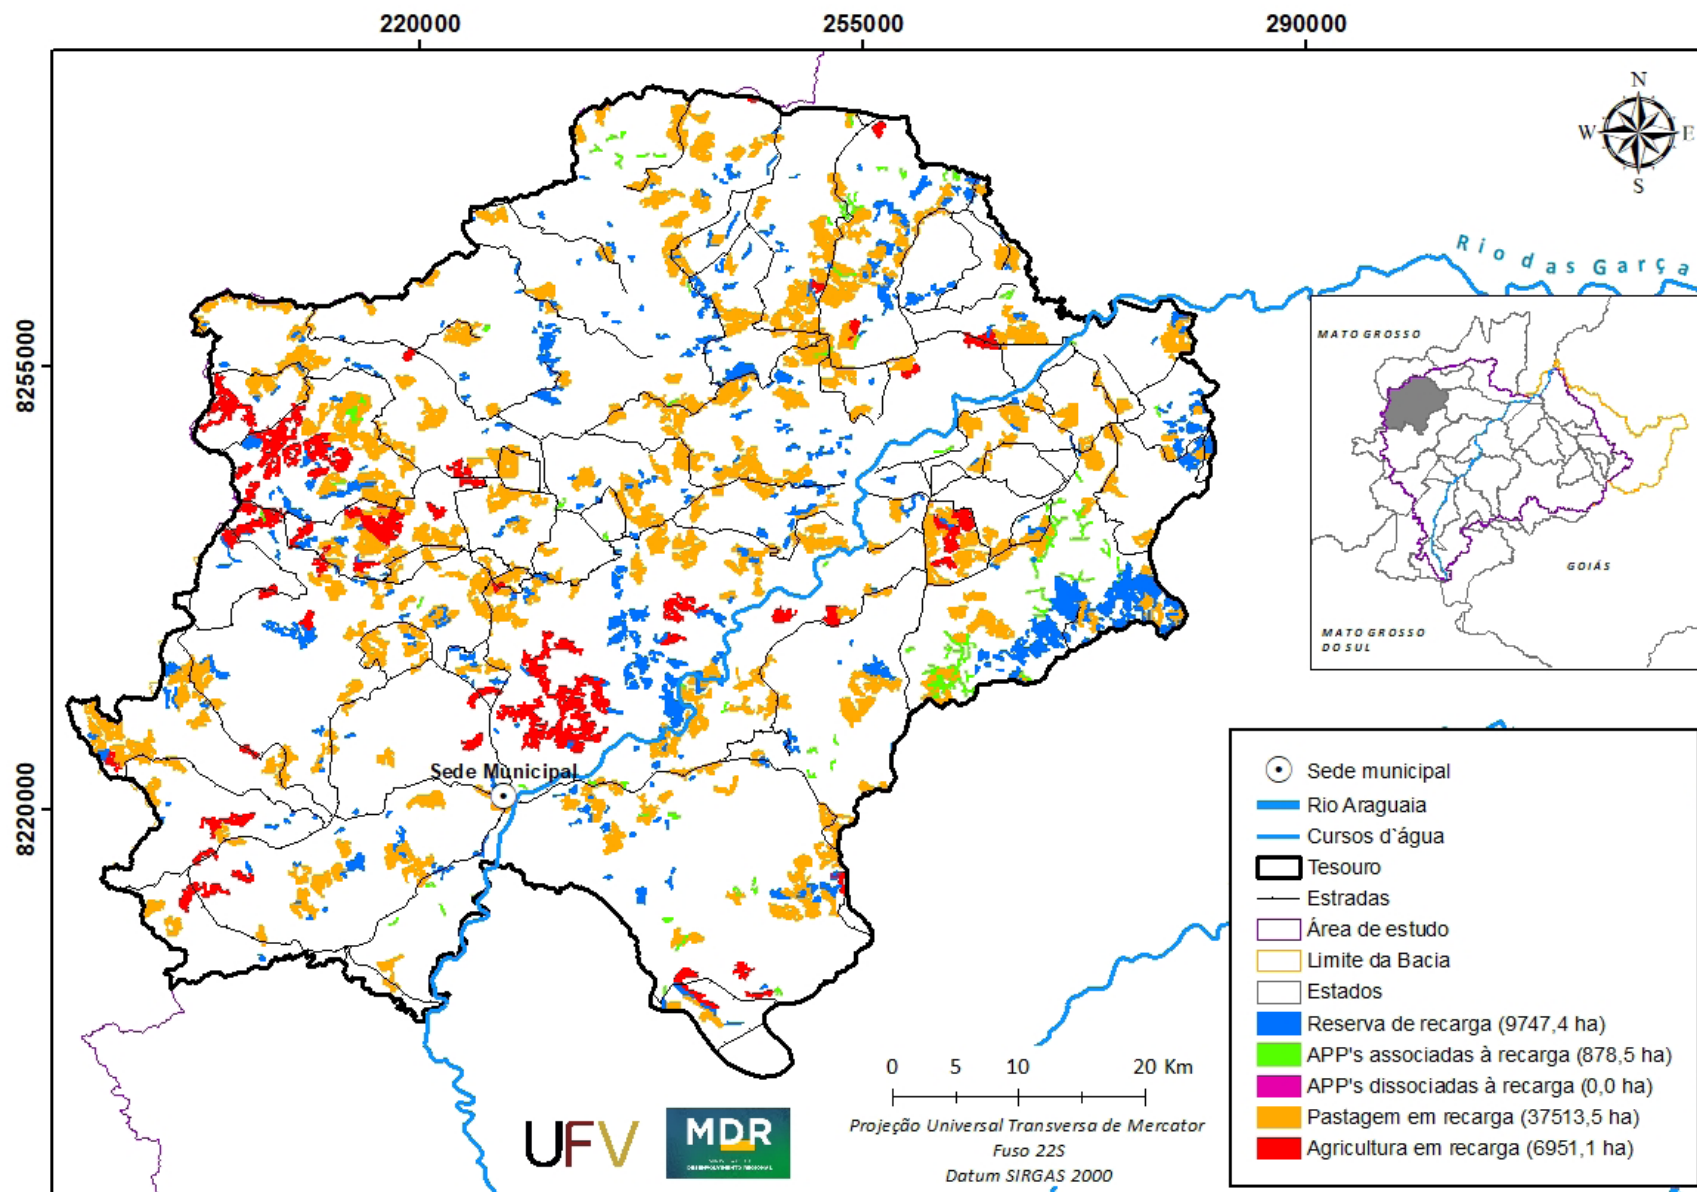 220000
255000
290000
N
W
E
S
Rio das Garça
8255000
8220000
Sede Municipal
MATO GROSSO
GOIÁS
MATO GROSSO
DO SUL
Sede municipal
Rio Araguaia
Cursos d`água
Tesouro
Estradas
Área de estudo
Limite da Bacia
Estados
Reserva de recarga (9747,4 ha)
APP's associadas à recarga (878,5 ha)
APP's dissociadas à recarga (0,0 ha)
Pastagem em recarga (37513,5 ha)
Agricultura em recarga (6951,1 ha)
0 5 10 20 Km
Projeção Universal Transversa de Mercator
Fuso 22S
Datum SIRGAS 2000
UFV
MDR
DESENVOLVIMENTO REGIONAL